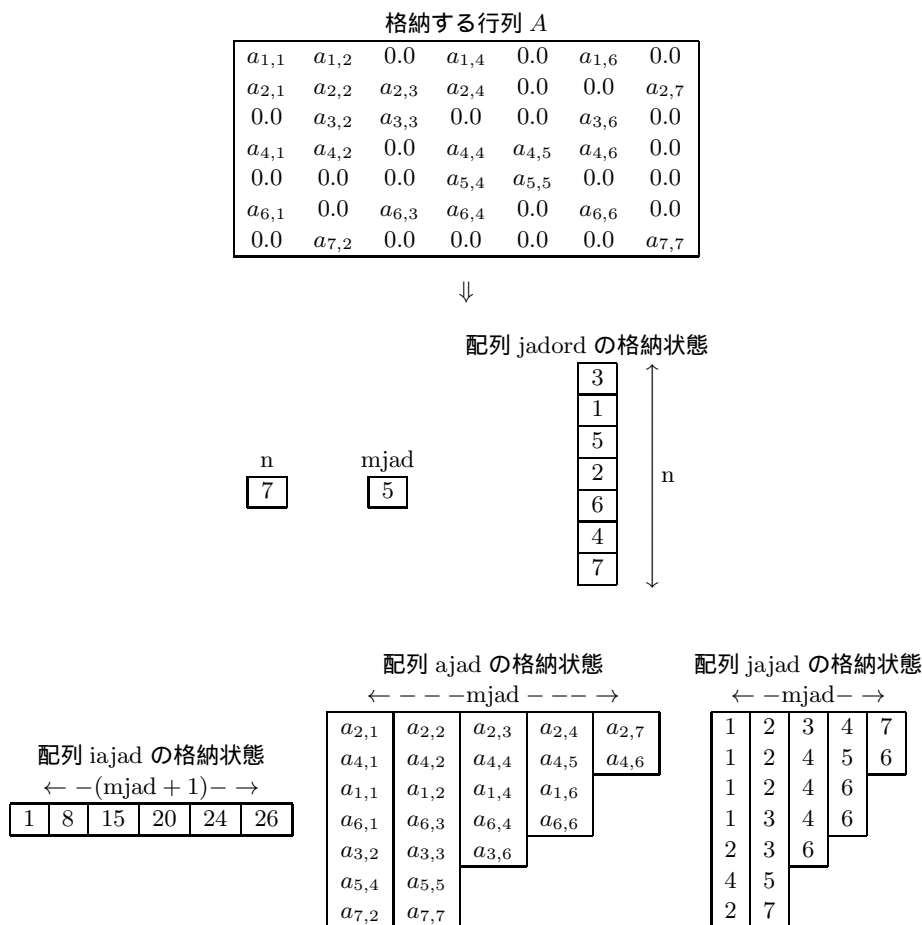 格納する行列 A
a1,1 a1,2 0.0 a1,4 0.0 a1,6 0.0
a2,1 a2,2 a2,3 a2,4 0.0 0.0 a2,7
0.0 a3,2 a3,3 0.0 0.0 a3,6 0.0
a4,1 a4,2 0.0 a4,4 a4,5 a4,6 0.0
0.0 0.0 0.0 a5,4 a5,5 0.0 0.0
a6,1 0.0 a6,3 a6,4 0.0 a6,6 0.0
0.0 a7,2 0.0 0.0 0.0 0.0 a7,7
⇓
配列 jadord の格納状態
3
1
5
2
6
4
7
n
n
7
mjad
5
配列 iajad の格納状態
← −(mjad + 1)− →
1 8 15 20 24 26
配列 ajad の格納状態
← − − − −mjad − − − →
a2,1 a2,2 a2,3 a2,4 a2,7
a4,1 a4,2 a4,4 a4,5 a4,6
a1,1 a1,2 a1,4 a1,6
a6,1 a6,3 a6,4 a6,6
a3,2 a3,3 a3,6
a5,4 a5,5
a7,2 a7,7
配列 jajad の格納状態
← −mjad− →
1 2 3 4 7
1 2 4 5 6
1 2 4 6
1 3 4 6
2 3 6
4 5
2 7